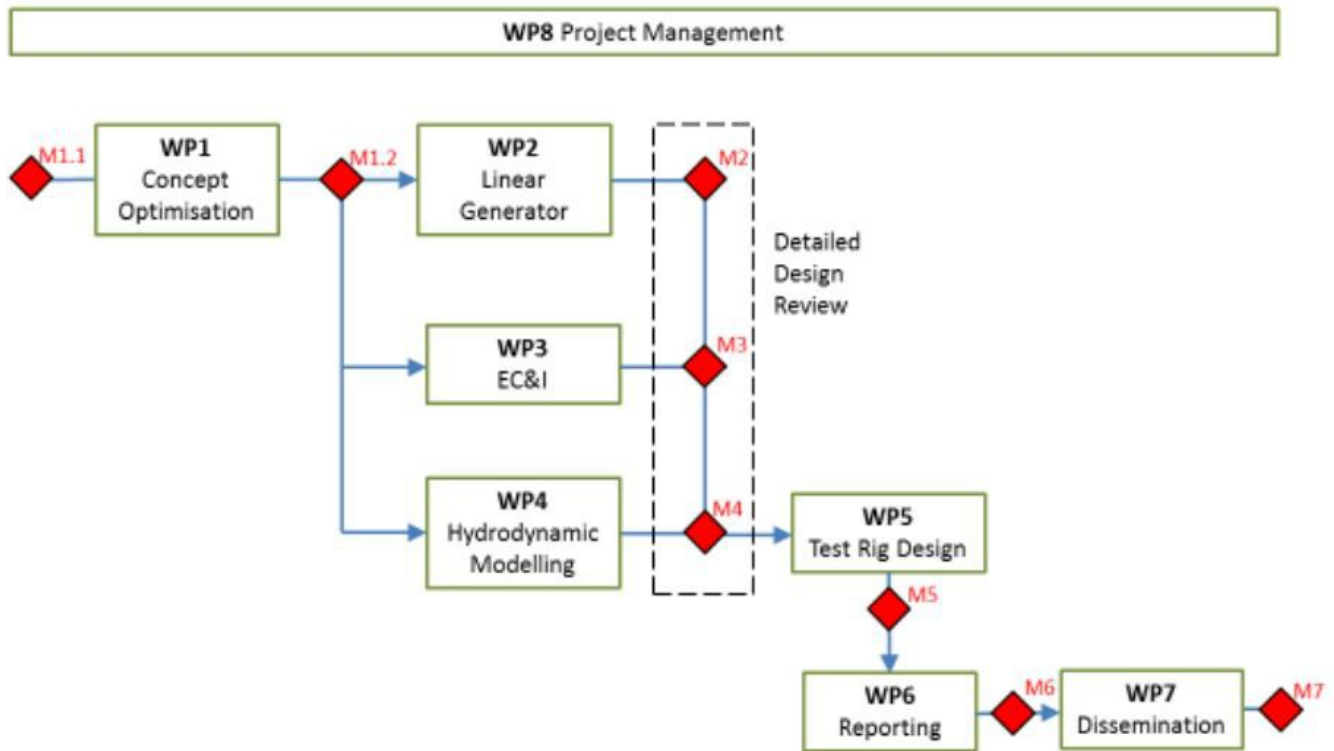 WP8 Project Management
M1.1
WP1
Concept
Optimisation
M1.2
WP2
Linear
Generator
M2
Detailed
Design
Review
WP3
EC&I
M3
WP4
Hydrodynamic
Modelling
M4
WP5
Test Rig Design
M5
WP6
Reporting
M6
WP7
Dissemination
M7